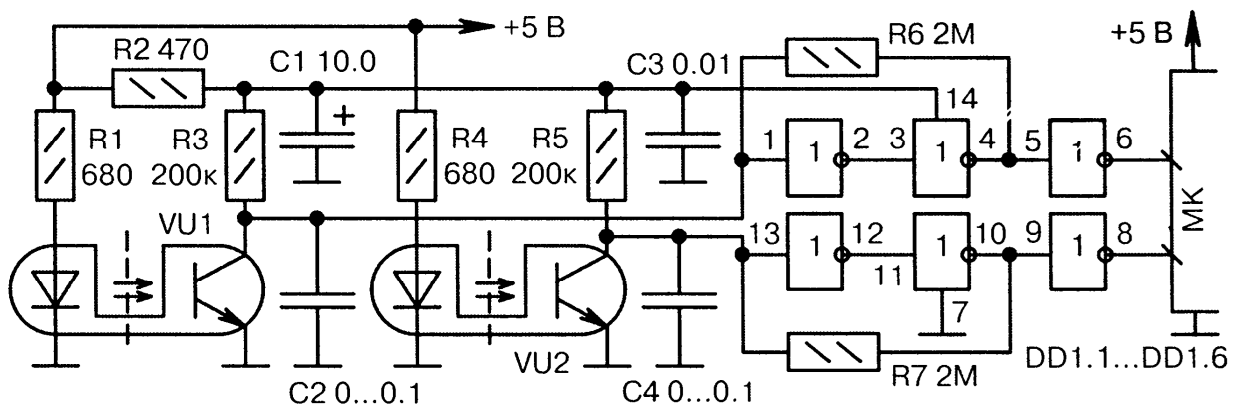 +5 В
+5 В
R2 470
C1 10.0
C3 0.01
R6 2M
14
+
R1
680
R3
200к
R4
680
R5
200к
1
1
2
3
1
4
5
1
6
VU1
13
1
12
11
1
10
9
1
8
МК
7
VU2
C2 0...0.1
C4 0...0.1
R7 2M
DD1.1...DD1.6